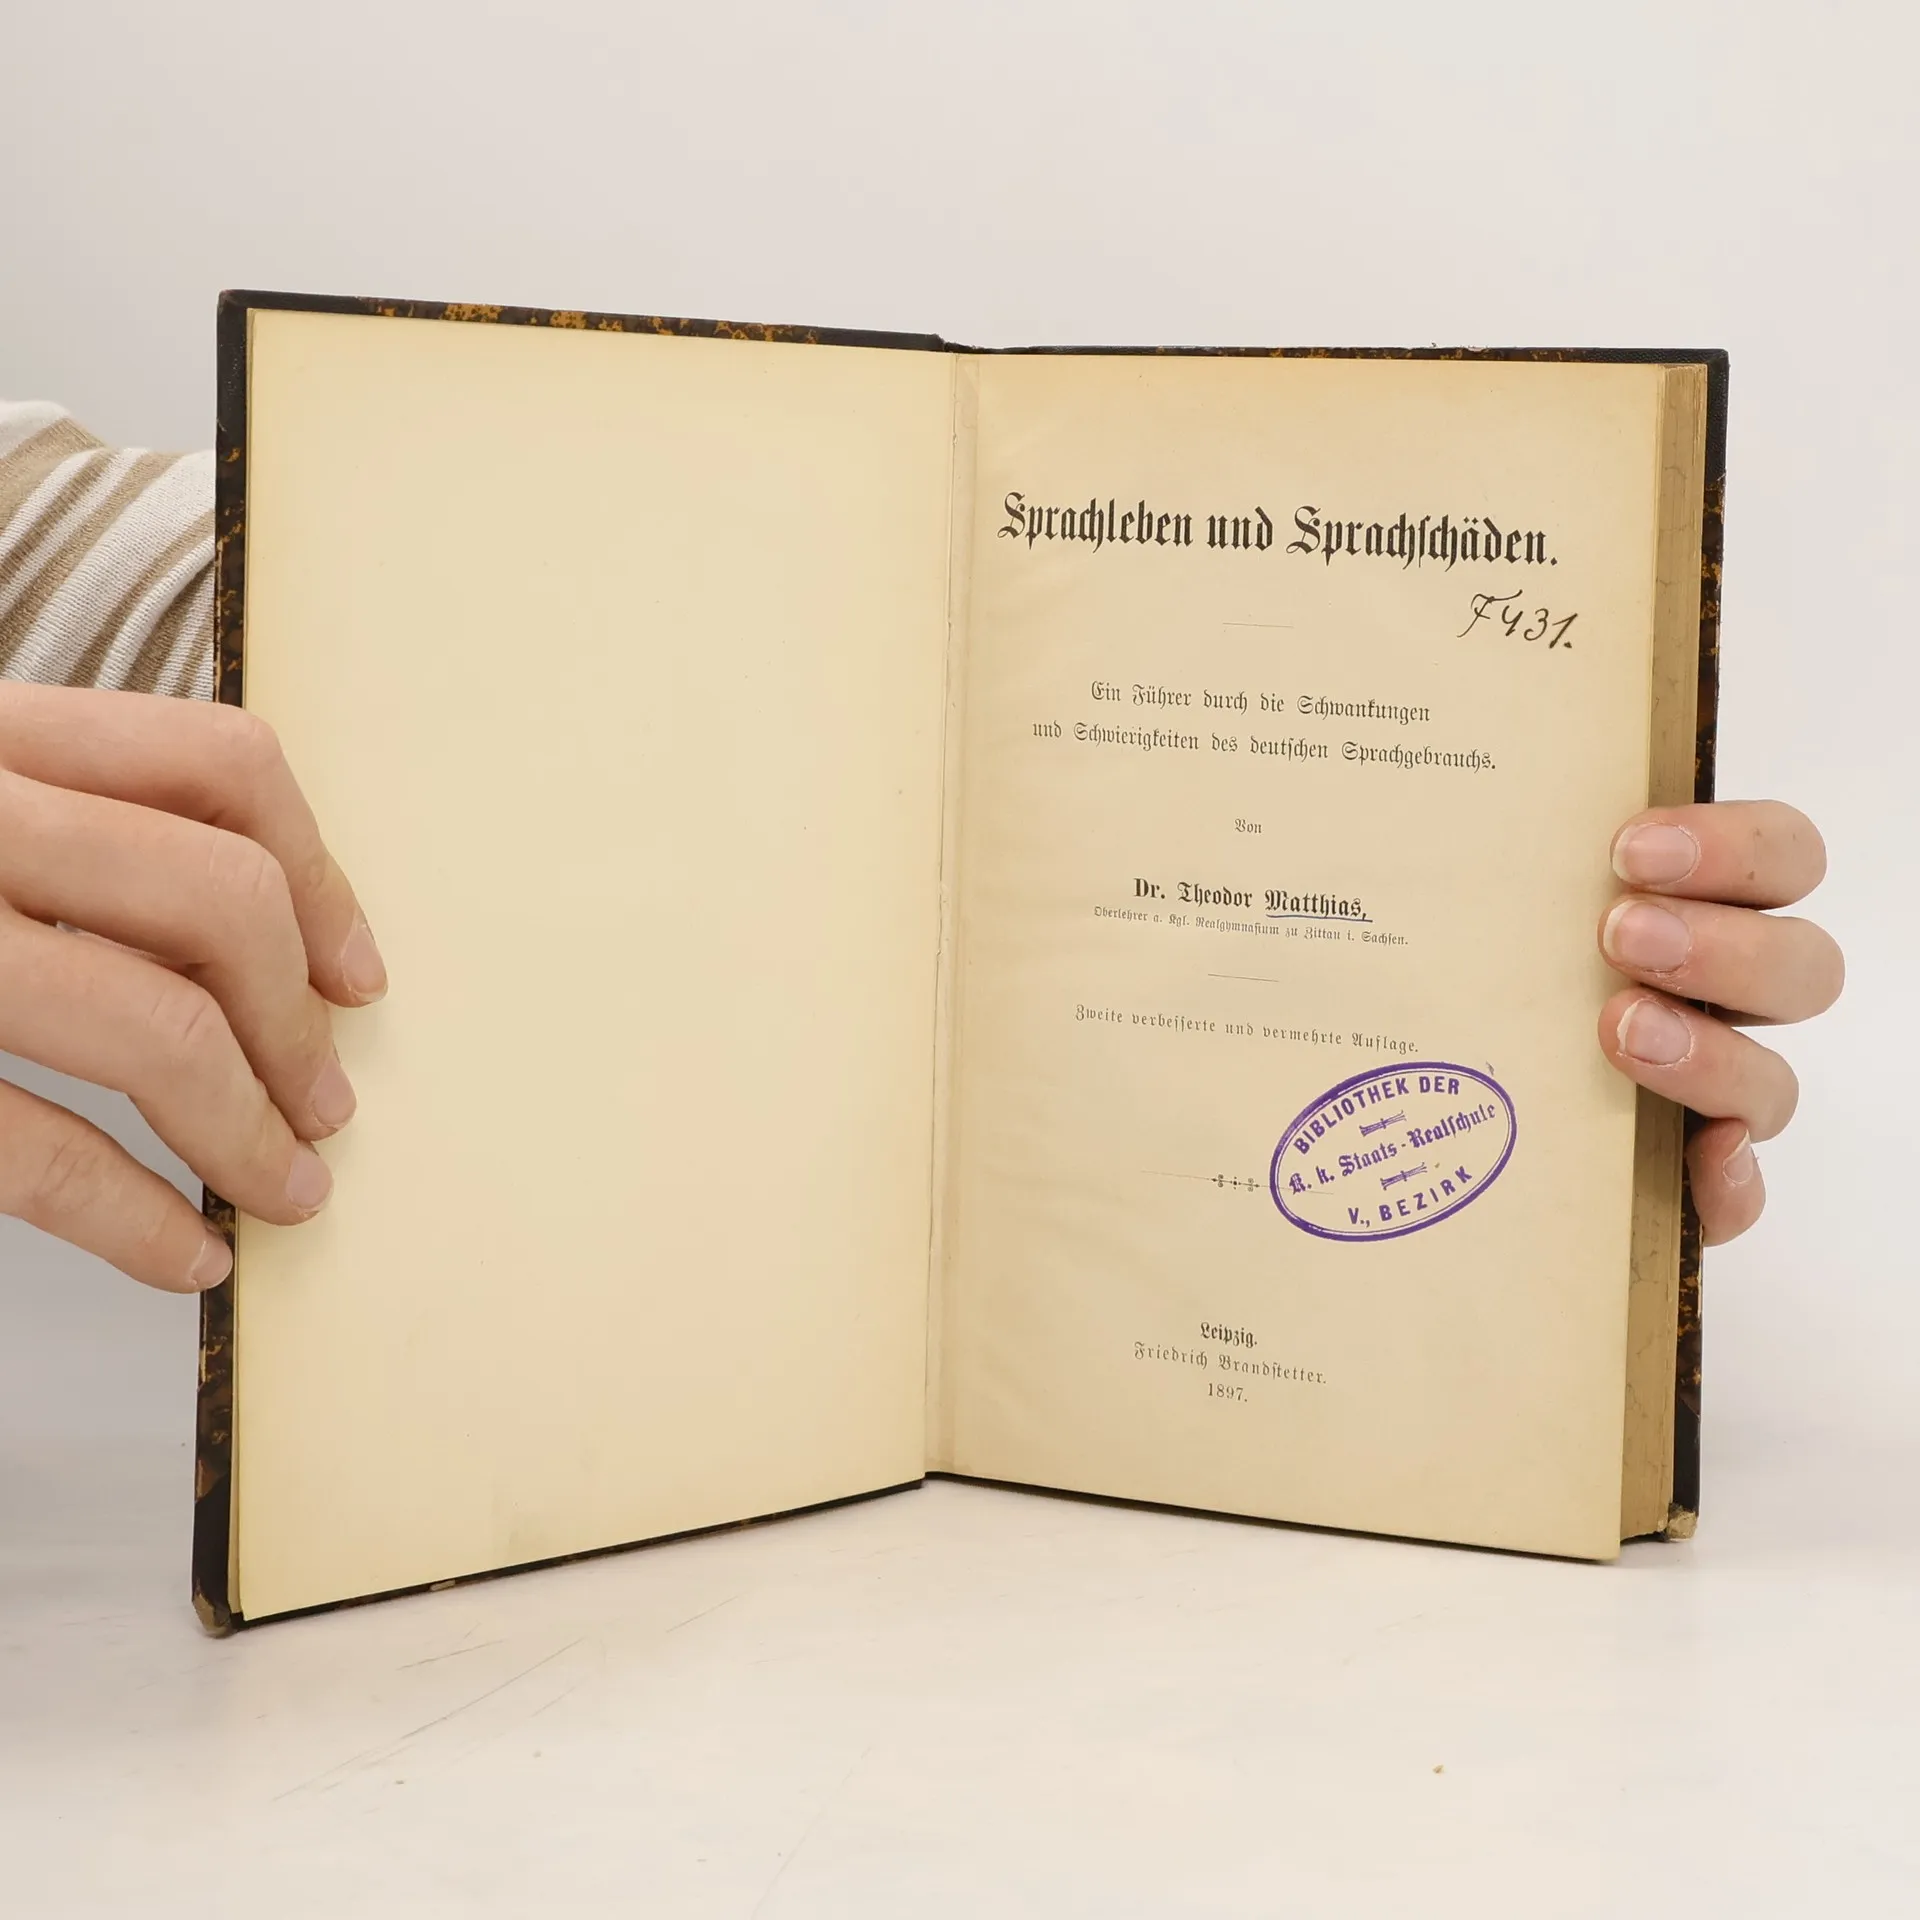 Sprachleben und Sprachschäden.
F 431.
Ein Führer durch die Schwankungen
und Schwierigkeiten des deutschen Sprachgebrauchs.
Von
Dr. Theodor Matthias,
Oberlehrer a. Kgl. Realgymnasium zu Zittau i. Sachsen.
Zweite verbesserte und vermehrte Auflage.
BIBLIOTHEK DER
K. k. Staats-Realschule
V., BEZIRK
Leipzig.
Friedrich Brandstetter.
1897.